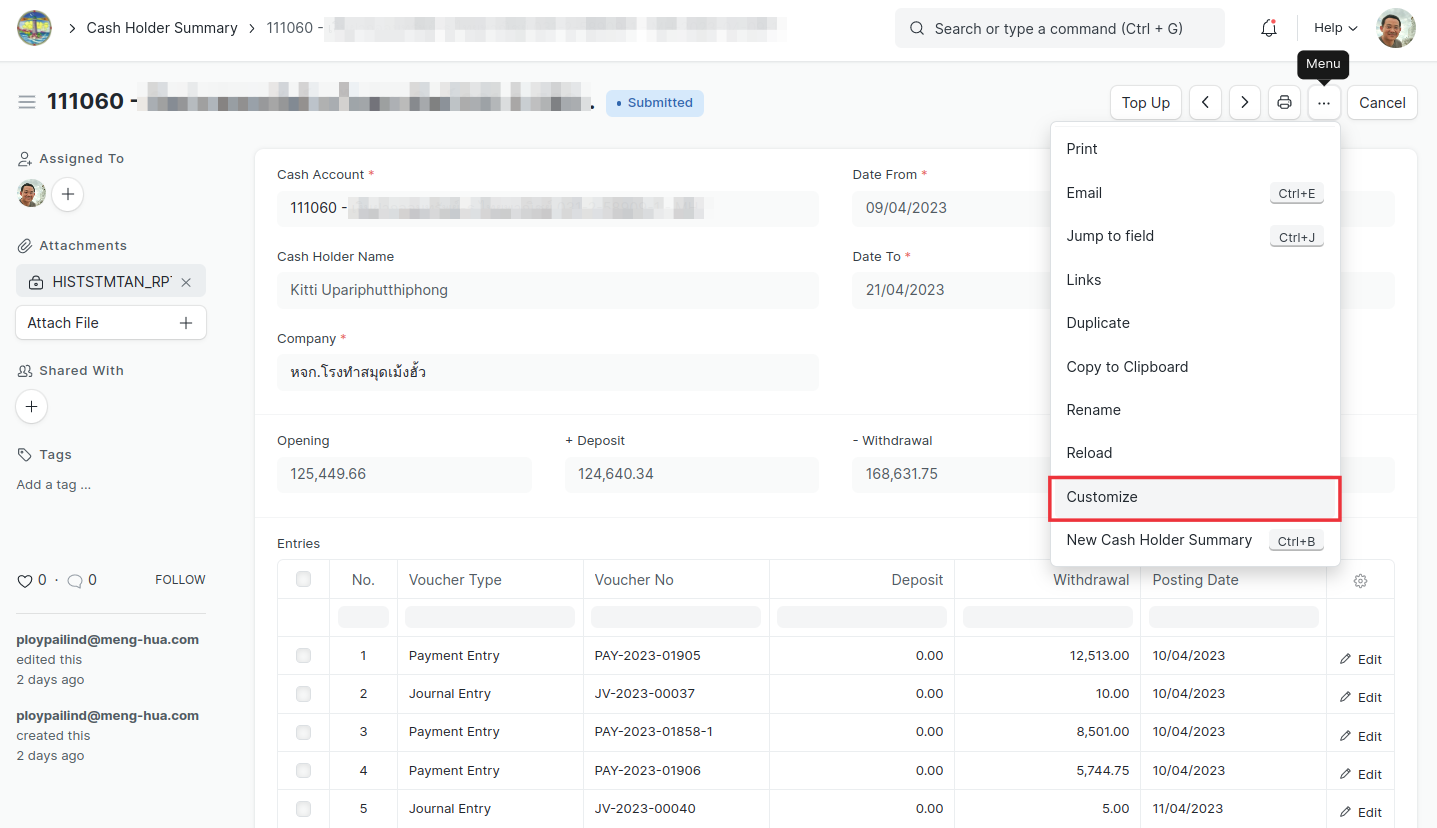 Cash Holder Summary
111060 -
Search or type a command (Ctrl + G)
Help
Menu
111060 -
Submitted
Top Up
...
Cancel
Assigned To
Attachments
HISTSTMTAN_RP
Attach File
Shared With
Tags
Add a tag ...
0 · 0 FOLLOW
ploypailind@meng-hua.com
edited this
2 days ago
ploypailind@meng-hua.com
created this
2 days ago
Cash Account *
111060 -
Date From *
09/04/2023
Cash Holder Name
Kitti Upariphutthiphong
Date To *
21/04/2023
Company *
หจก.โรงทำสมุดเม้งฮั้ว
Opening
125,449.66
+ Deposit
124,640.34
- Withdrawal
168,631.75
Print
Email Ctrl+E
Jump to field Ctrl+J
Links
Duplicate
Copy to Clipboard
Rename
Reload
Customize
New Cash Holder Summary Ctrl+B
Entries
No. Voucher Type Voucher No Deposit Withdrawal Posting Date
1 Payment Entry PAY-2023-01905 0.00 12,513.00 10/04/2023 Edit
2 Journal Entry JV-2023-00037 0.00 10.00 10/04/2023 Edit
3 Payment Entry PAY-2023-01858-1 0.00 8,501.00 10/04/2023 Edit
4 Payment Entry PAY-2023-01906 0.00 5,744.75 10/04/2023 Edit
5 Journal Entry JV-2023-00040 0.00 5.00 11/04/2023 Edit